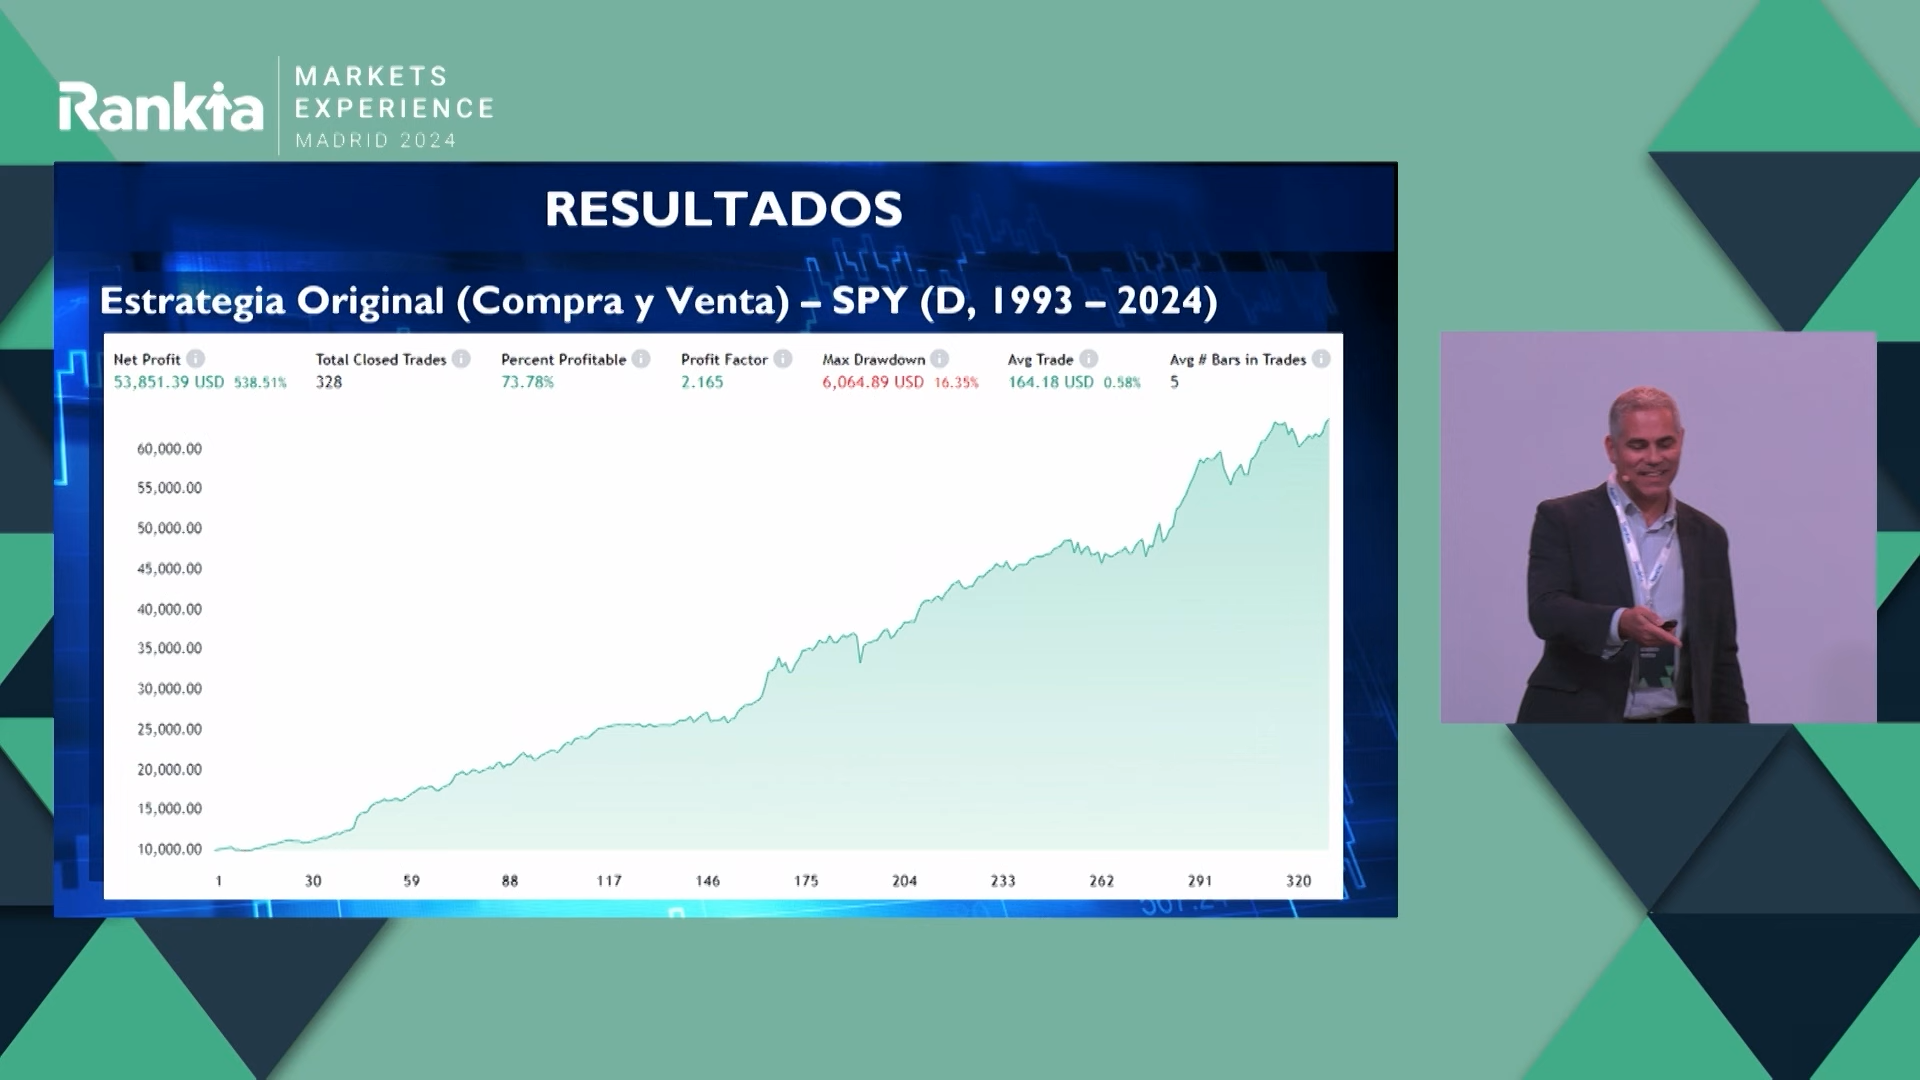 Rankia
MARKETS
EXPERIENCE
MADRID 2024
RESULTADOS
Estrategia Original (Compra y Venta) – SPY (D, 1993 – 2024)
Net Profit Total Closed Trades Percent Profitable Profit Factor Max Drawdown Avg Trade Avg # Bars in Trades
53,851.39 USD 538.51% 328 73.78% 2.165 6,064.89 USD 16.35% 164.18 USD 0.58% 5
60,000.00
55,000.00
50,000.00
45,000.00
40,000.00
35,000.00
30,000.00
25,000.00
20,000.00
15,000.00
10,000.00
1 30 59 88 117 146 175 204 233 262 291 320